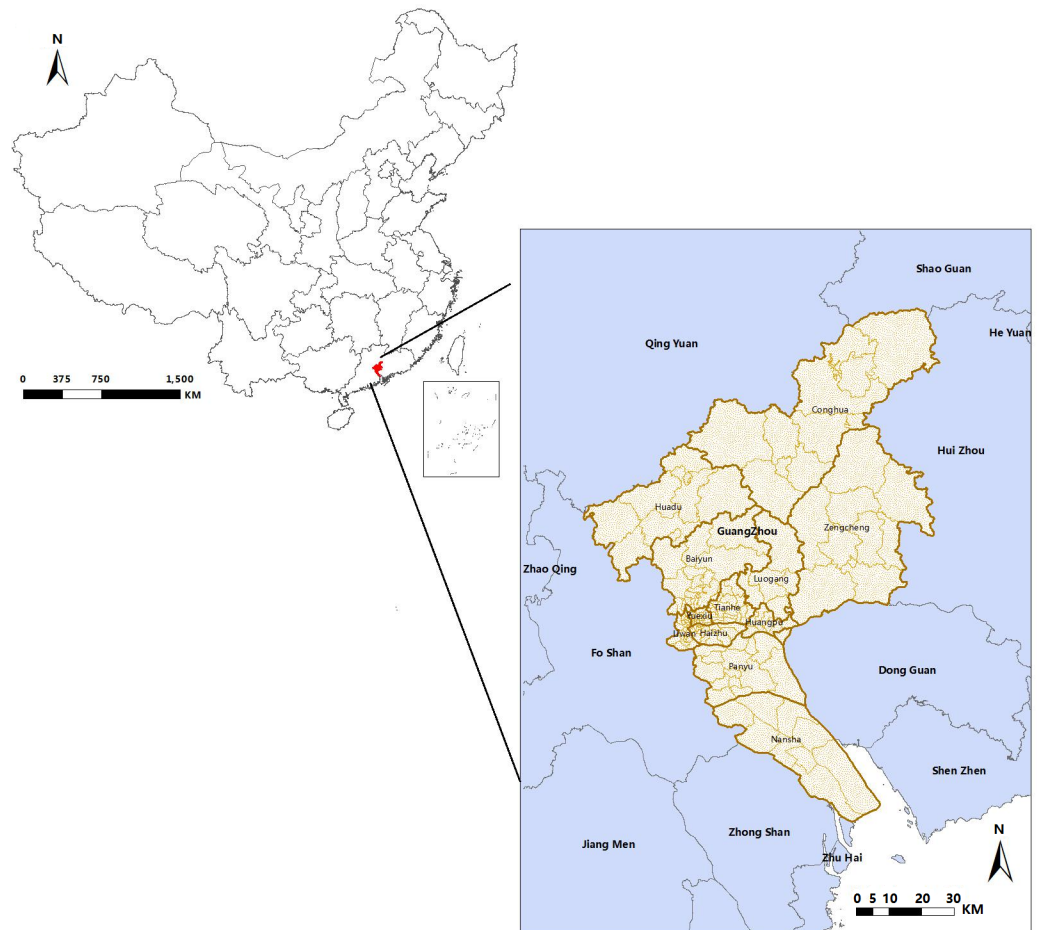 N
0 375 750 1,500
KM
Shao Guan
He Yuan
Qing Yuan
Conghua
Hui Zhou
Huadu
GuangZhou
Zengcheng
Baiyun
Zhao Qing
Luogang
Tianhe
Yuexiu
Huangpu
Liwan
Haizhu
Fo Shan
Panyu
Dong Guan
Nansha
Shen Zhen
Jiang Men
Zhong Shan
Zhu Hai
N
0 5 10 20 30
KM